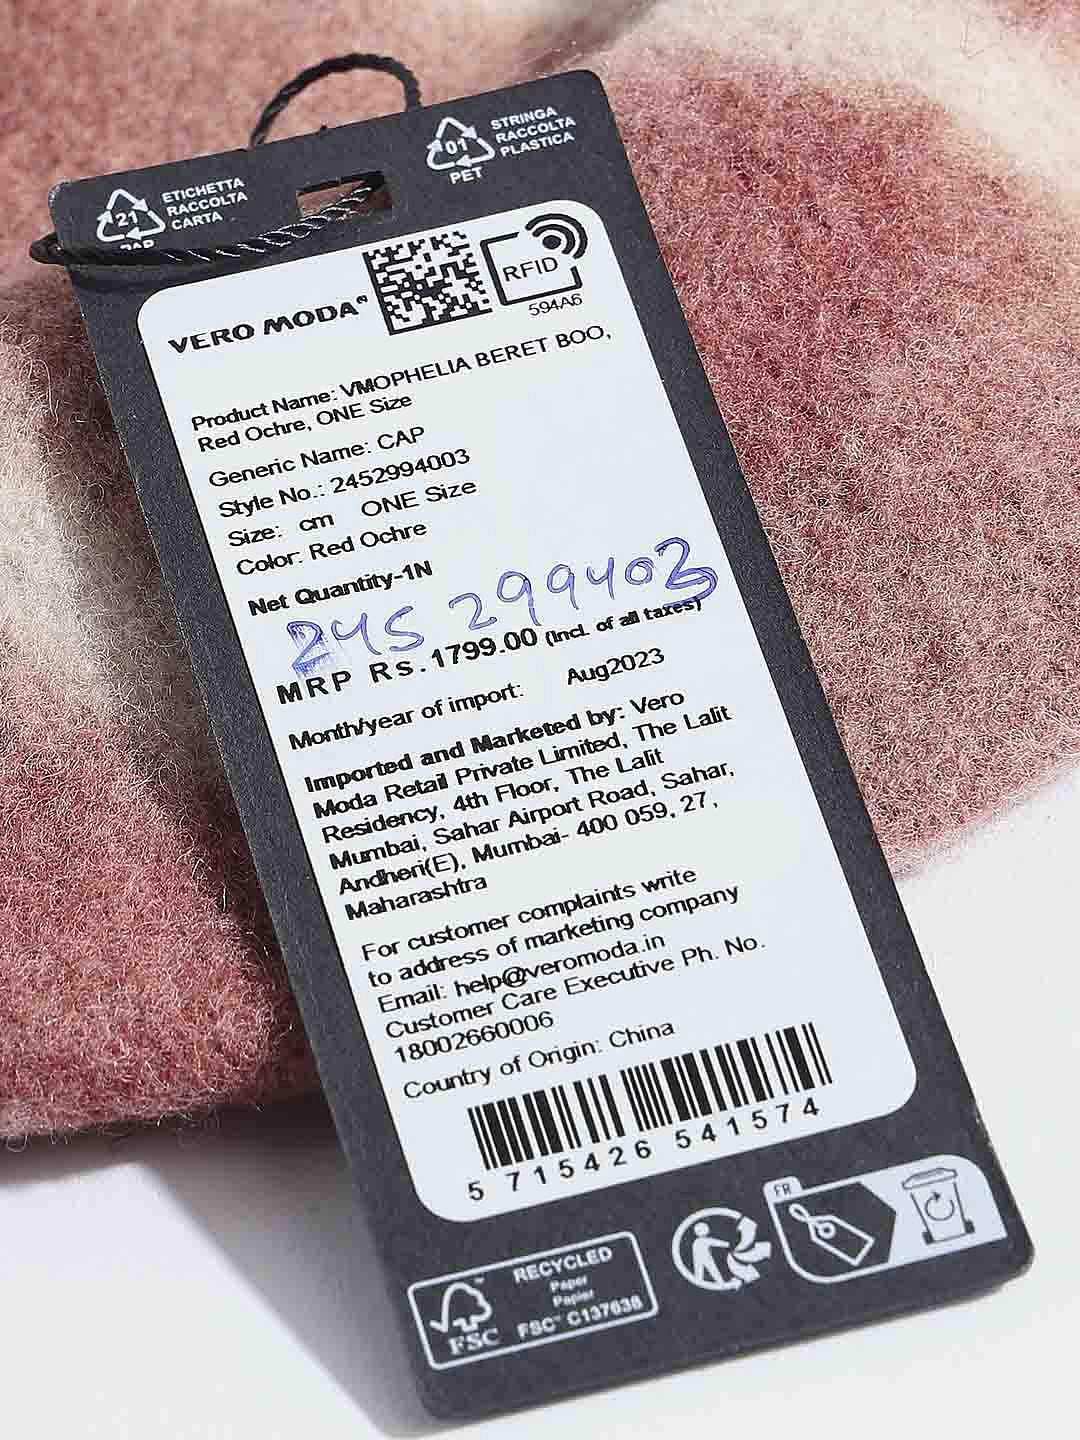 STRINGA
RACCOLTA
PLASTICA
01
PET
ETICHETTA
RACCOLTA
CARTA
21
PAP
RFID
594A6
VERO MODA®
Product Name: VMOPHELIA BERET BOO,
Red Ochre, ONE Size
Generic Name: CAP
Style No.: 2452994003
Size: cm ONE Size
Color: Red Ochre
Net Quantity-1N
245299403
MRP Rs.1799.00 (Incl. of all taxes)
Month/year of import: Aug2023
Imported and Marketed by: Vero
Moda Retail Private Limited, The Lalit
Residency, 4th Floor, The Lalit
Mumbai, Sahar Airport Road, Sahar,
Andheri(E), Mumbai- 400 059, 27,
Maharashtra
For customer complaints write
to address of marketing company
Email: help@veromoda.in
Customer Care Executive Ph. No.
18002660006
Country of Origin: China
5 715426 541574
FR
RECYCLED
Paper
Papier
FSC™ C137638
FSC